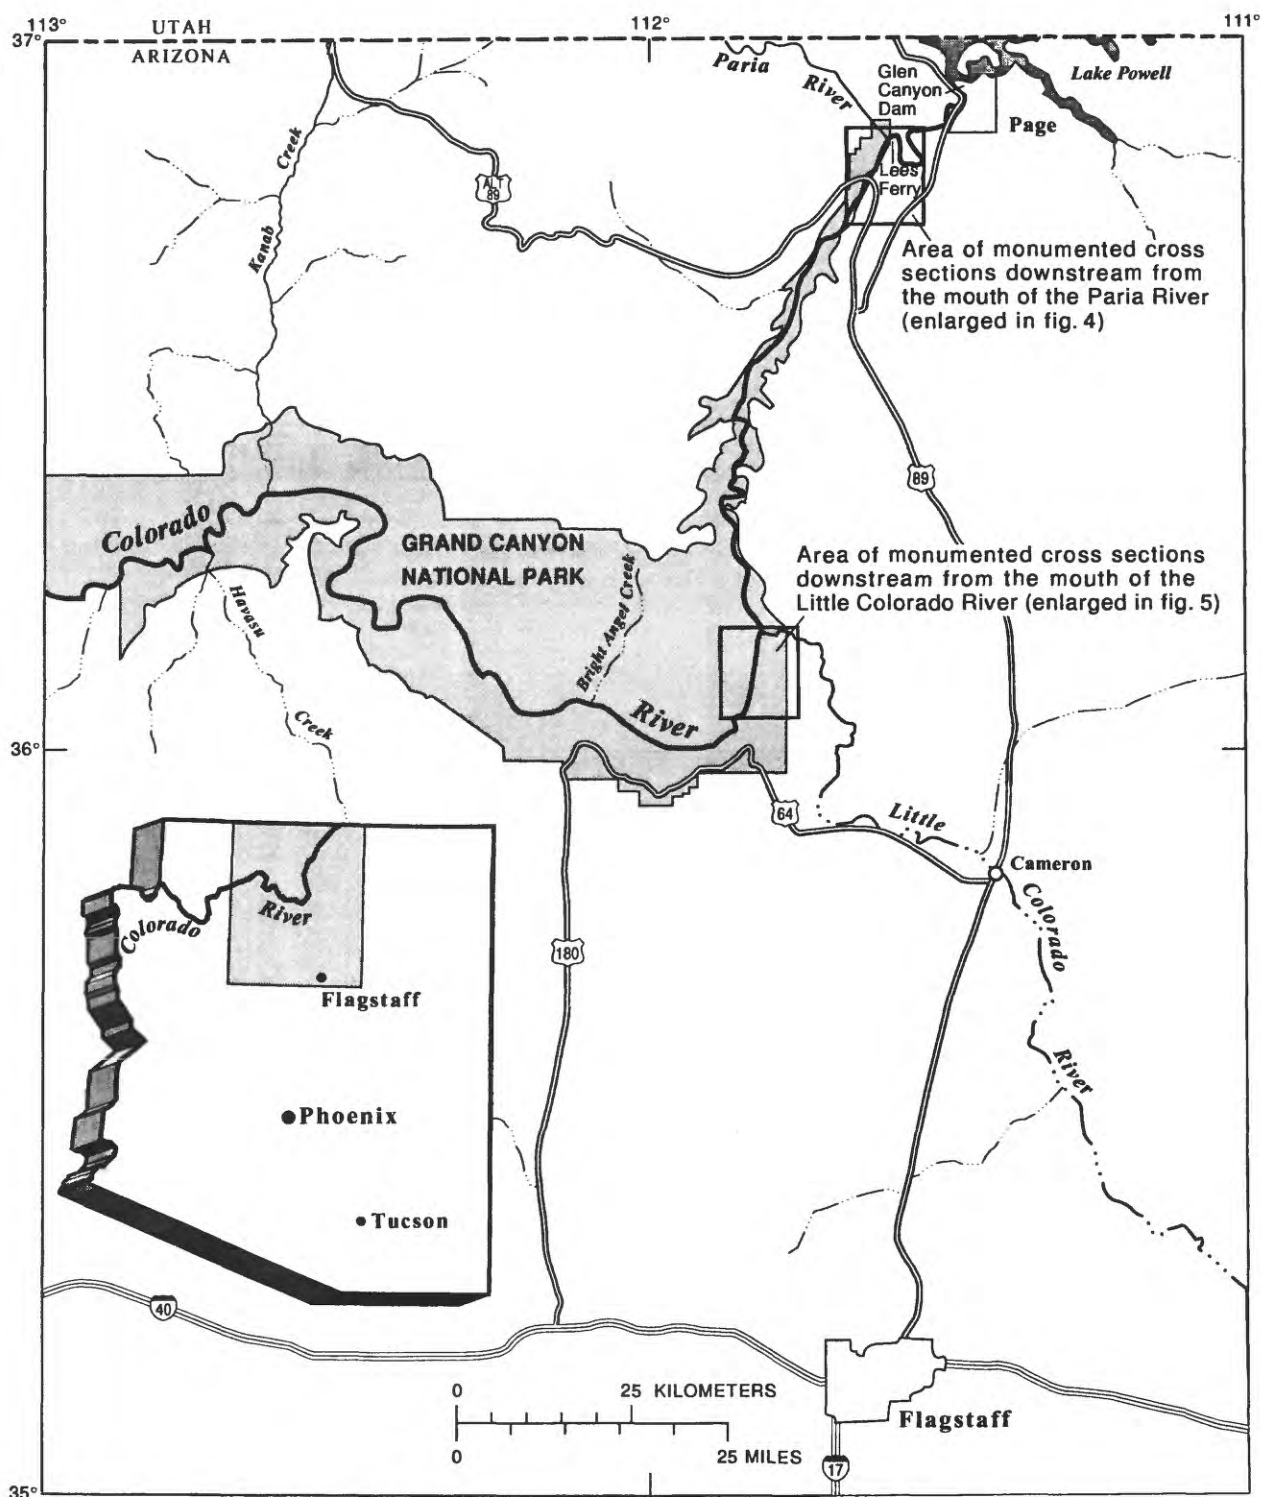 113°
UTAH
112°
111°
37°
ARIZONA
Paria
River
Glen
Canyon
Dam
Lake Powell
Page
Lees
Ferry
Creek
Kanab
ALT
89
Area of monumented cross
sections downstream from
the mouth of the Paria River
(enlarged in fig. 4)
89
Colorado
GRAND CANYON
NATIONAL PARK
Bright Angel Creek
Area of monumented cross sections
downstream from the mouth of the
Little Colorado River (enlarged in fig. 5)
Havasu
Creek
River
36°
64
Little
Cameron
Colorado
River
180
Colorado
River
Flagstaff
Phoenix
Tucson
40
0 25 KILOMETERS
0 25 MILES
Flagstaff
17
35°